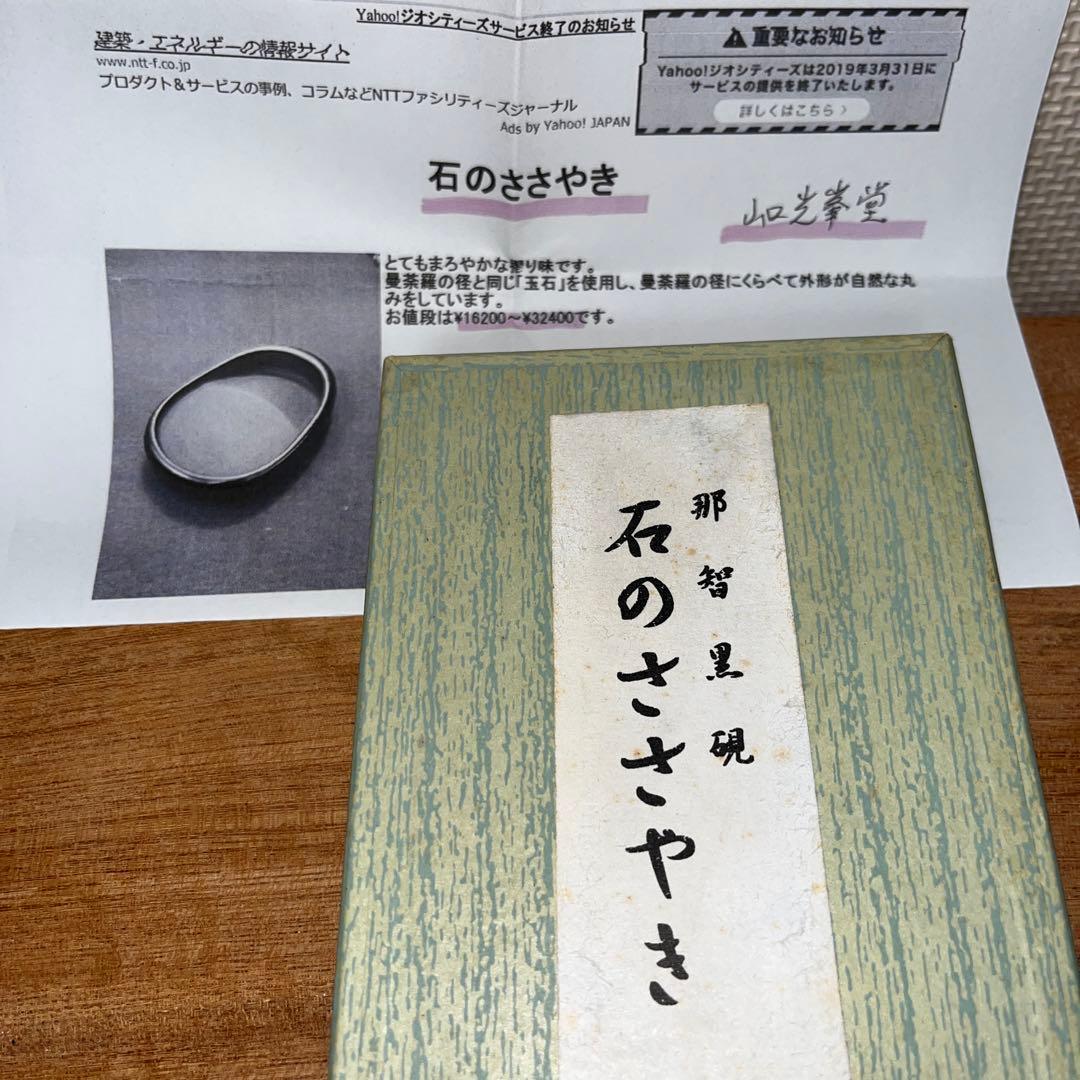 Yahoo!ジオシティーズサービス終了のお知らせ
建築・エネルギーの情報サイト
www.ntt-f.co.jp
プロダクト＆サービスの事例、コラムなどNTTファシリティーズジャーナル
Ads by Yahoo! JAPAN
重要なお知らせ
Yahoo!ジオシティーズは2019年3月31日に
サービスの提供を終了いたします。
詳しくはこちら 〉
石のささやき
山口光峯堂
とてもまろやかな磨り味です。
曼荼羅の径と同じ「玉石」を使用し、曼荼羅の径にくらべて外形が自然な丸
みをしています。
お値段は¥16200～¥32400です。
那智黒硯
石のささやき